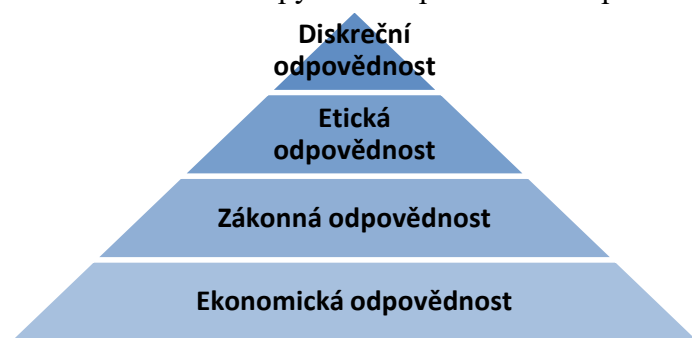 Diskreční
odpovědnost
Etická
odpovědnost
Zákonná odpovědnost
Ekonomická odpovědnost